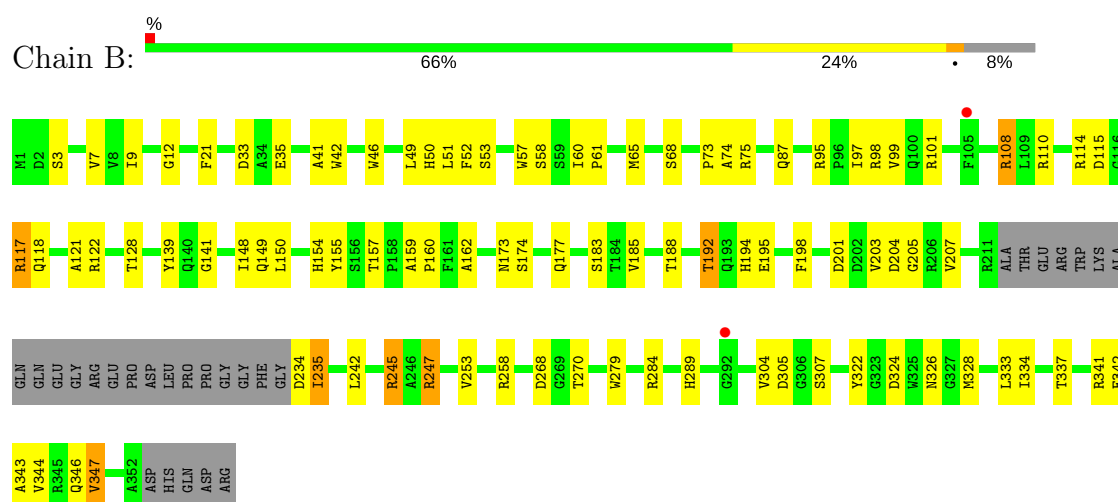 %
Chain B:
66% 24% • 8%
M1 D2 S3 V7 V8 I9 G12 F21 D33 A34 E35 A41 W42 W46 L49 H50 L51 F52 S53 W57 S58 S59 I60 P61 M65 S68 P73 A74 R75 Q87 R95 P96 I97 R98 V99 Q100 R101 F105 R108 L109 R110 R114 D115 G116
R117 Q118 A121 R122 T128 Y139 Q140 G141 I148 Q149 L150 H154 Y155 S156 T157 P158 A159 P160 F161 A162 N173 S174 Q177 S183 T184 V185 T188 T192 Q193 H194 E195 F198 D201 D202 V203 D204 G205 R206 V207 R211 ALA THR GLU ARG TRP LYS ALA
GLN GLN GLU GLY ARG GLU PRO ASP LEU PRO PRO GLY GLY PHE GLY D234 I235 L242 R245 A246 R247 V253 R258 D268 G269 T270 W279 R284 H289 G292 V304 D305 G306 S307 Y322 G323 D324 W325 N326 G327 M328 L333 I334 T337 R341
A343 V344 R345 Q346 V347 A352 ASP HIS GLN ASP ARG